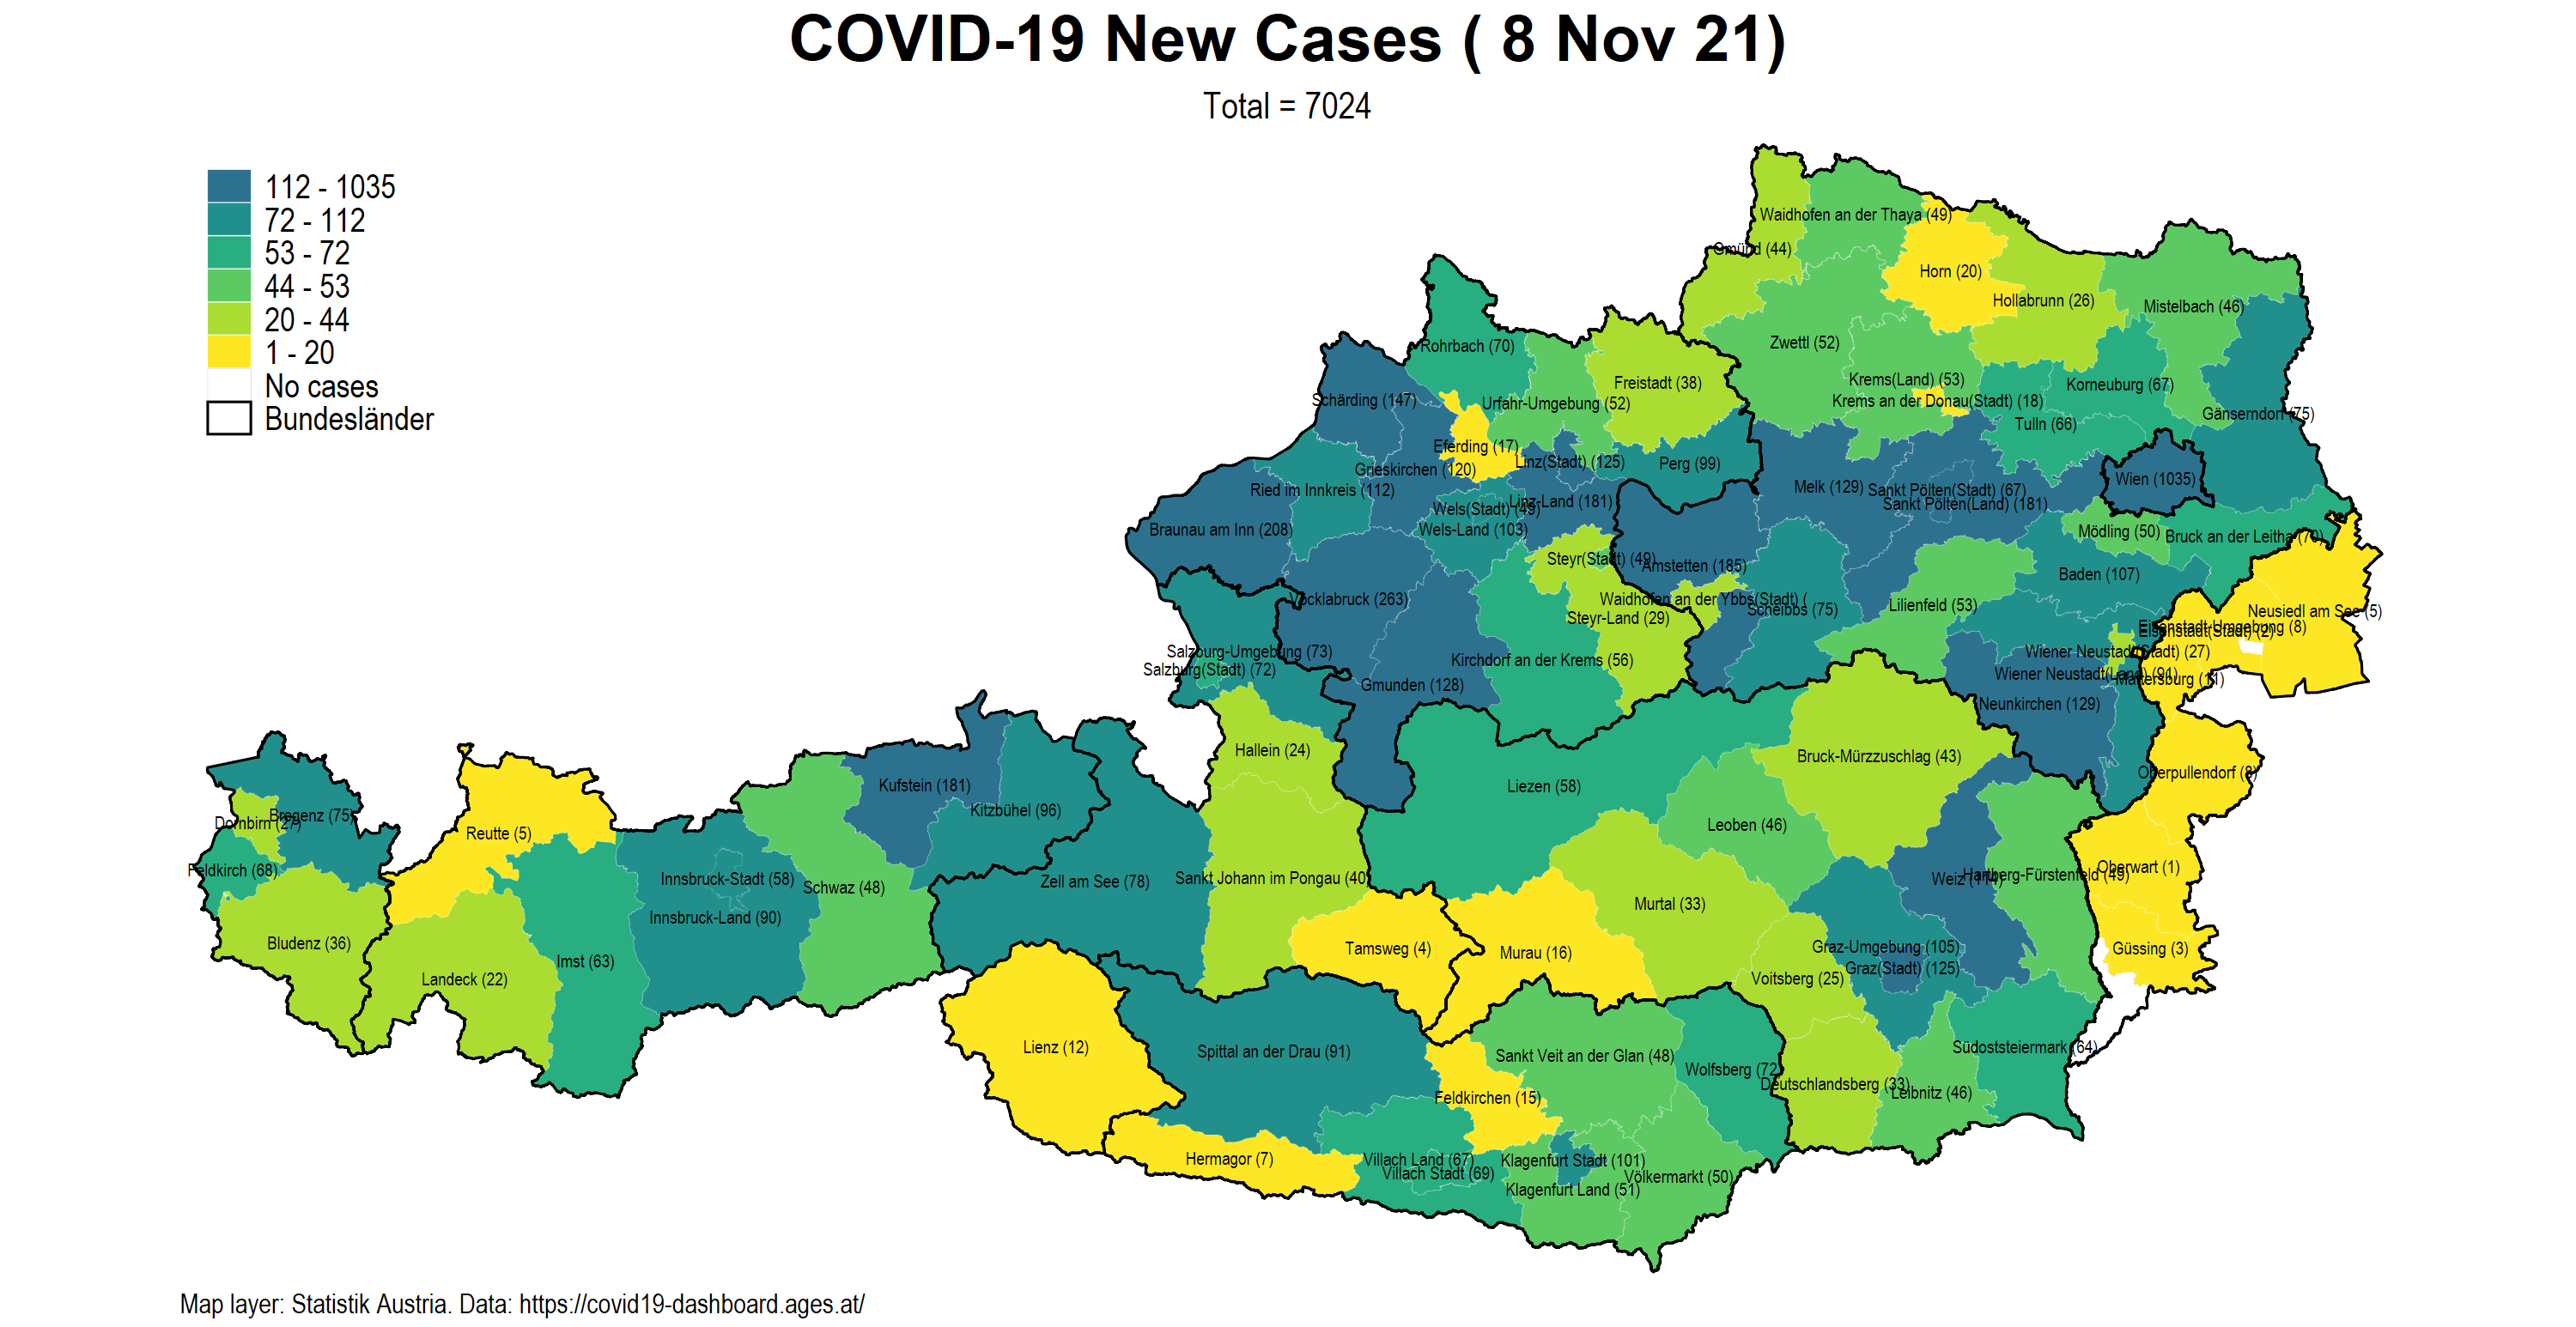 COVID-19 New Cases ( 8 Nov 21)
Total = 7024
112 - 1035
72 - 112
53 - 72
44 - 53
20 - 44
1 - 20
No cases
Bundesländer
Waidhofen an der Thaya (49)
Gmünd (44)
Horn (20)
Hollabrunn (26)
Mistelbach (46)
Zwettl (52)
Rohrbach (70)
Freistadt (38)
Krems(Land) (53)
Korneuburg (67)
Schärding (147)
Urfahr-Umgebung (52)
Krems an der Donau(Stadt) (18)
Gänserndorf (75)
Tulln (66)
Eferding (17)
Grieskirchen (120)
Linz(Stadt) (125)
Perg (99)
Wien (1035)
Ried im Innkreis (112)
Melk (129)
Sankt Pölten(Stadt) (67)
Sankt Pölten(Land) (181)
Linz-Land (181)
Wels(Stadt) (49)
Braunau am Inn (208)
Wels-Land (103)
Mödling (50)
Bruck an der Leitha (70)
Steyr(Stadt) (49)
Amstetten (185)
Baden (107)
Vöcklabruck (263)
Waidhofen an der Ybbs(Stadt) (
Scheibbs (75)
Lilienfeld (53)
Neusiedl am See (5)
Steyr-Land (29)
Eisenstadt-Umgebung (8)
Eisenstadt(Stadt) (2)
Salzburg-Umgebung (73)
Wiener Neustadt(Stadt) (27)
Salzburg(Stadt) (72)
Kirchdorf an der Krems (56)
Wiener Neustadt(Land) (91)
Mattersburg (11)
Gmunden (128)
Neunkirchen (129)
Hallein (24)
Bruck-Mürzzuschlag (43)
Oberpullendorf (8)
Kufstein (181)
Liezen (58)
Kitzbühel (96)
Bregenz (75)
Dornbirn (27)
Reutte (5)
Leoben (46)
Feldkirch (68)
Innsbruck-Stadt (58)
Schwaz (48)
Zell am See (78)
Sankt Johann im Pongau (40)
Weiz (114)
Hartberg-Fürstenfeld (49)
Oberwart (1)
Innsbruck-Land (90)
Murtal (33)
Bludenz (36)
Imst (63)
Landeck (22)
Tamsweg (4)
Murau (16)
Graz-Umgebung (105)
Güssing (3)
Graz(Stadt) (125)
Voitsberg (25)
Lienz (12)
Spittal an der Drau (91)
Sankt Veit an der Glan (48)
Südoststeiermark (64)
Wolfsberg (72)
Deutschlandsberg (33)
Leibnitz (46)
Feldkirchen (15)
Hermagor (7)
Villach Land (67)
Klagenfurt Stadt (101)
Villach Stadt (69)
Völkermarkt (50)
Klagenfurt Land (51)
Map layer: Statistik Austria. Data: https://covid19-dashboard.ages.at/